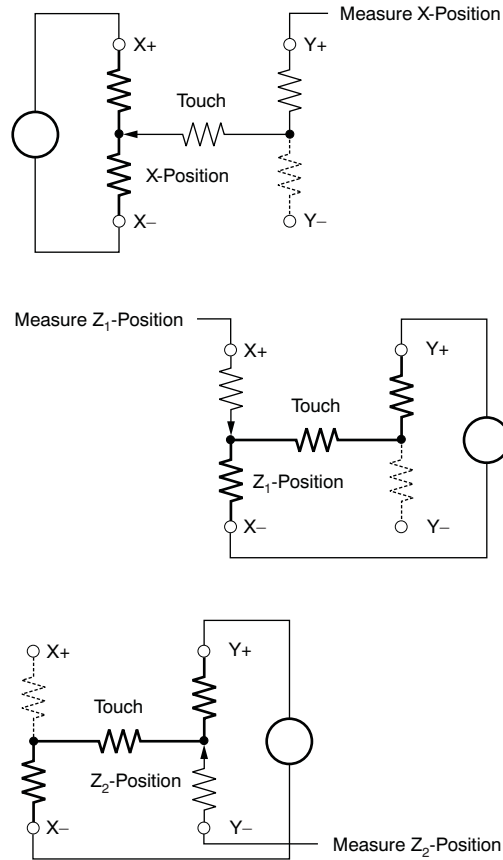 Measure X-Position
X+
Y+
Touch
X-Position
X–
Y–
Measure Z₁-Position
X+
Y+
Touch
Z₁-Position
X–
Y–
X+
Y+
Touch
Z₂-Position
X–
Y–
Measure Z₂-Position